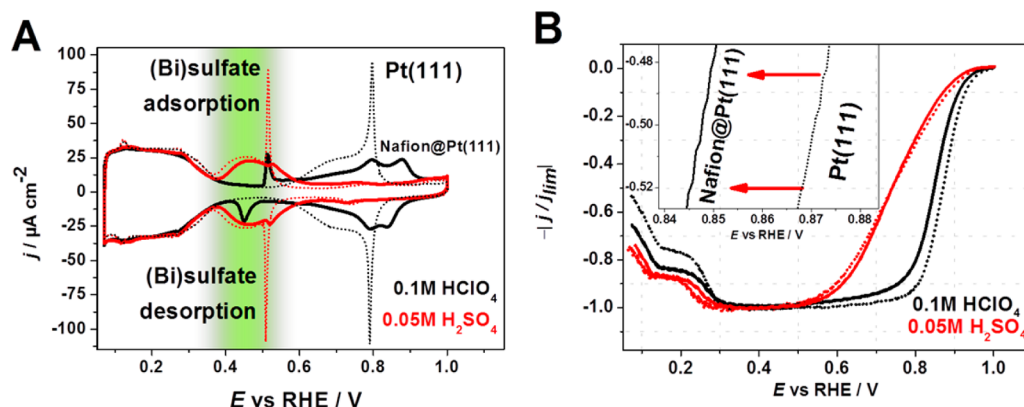 A
100
75
50
25
0
-25
-50
-75
-100
j / µA cm-2
(Bi)sulfate
adsorption
Pt(111)
Nafion@Pt(111)
(Bi)sulfate
desorption
0.1M HClO4
0.05M H2SO4
0.2 0.4 0.6 0.8 1.0
E vs RHE / V
B
0.0
-0.2
-0.4
-0.6
-0.8
-1.0
-| j / jlim|
-0.48
-0.50
-0.52
Nafion@Pt(111)
Pt(111)
0.84 0.85 0.86 0.87 0.88
E vs RHE / V
0.1M HClO4
0.05M H2SO4
0.2 0.4 0.6 0.8 1.0
E vs RHE / V